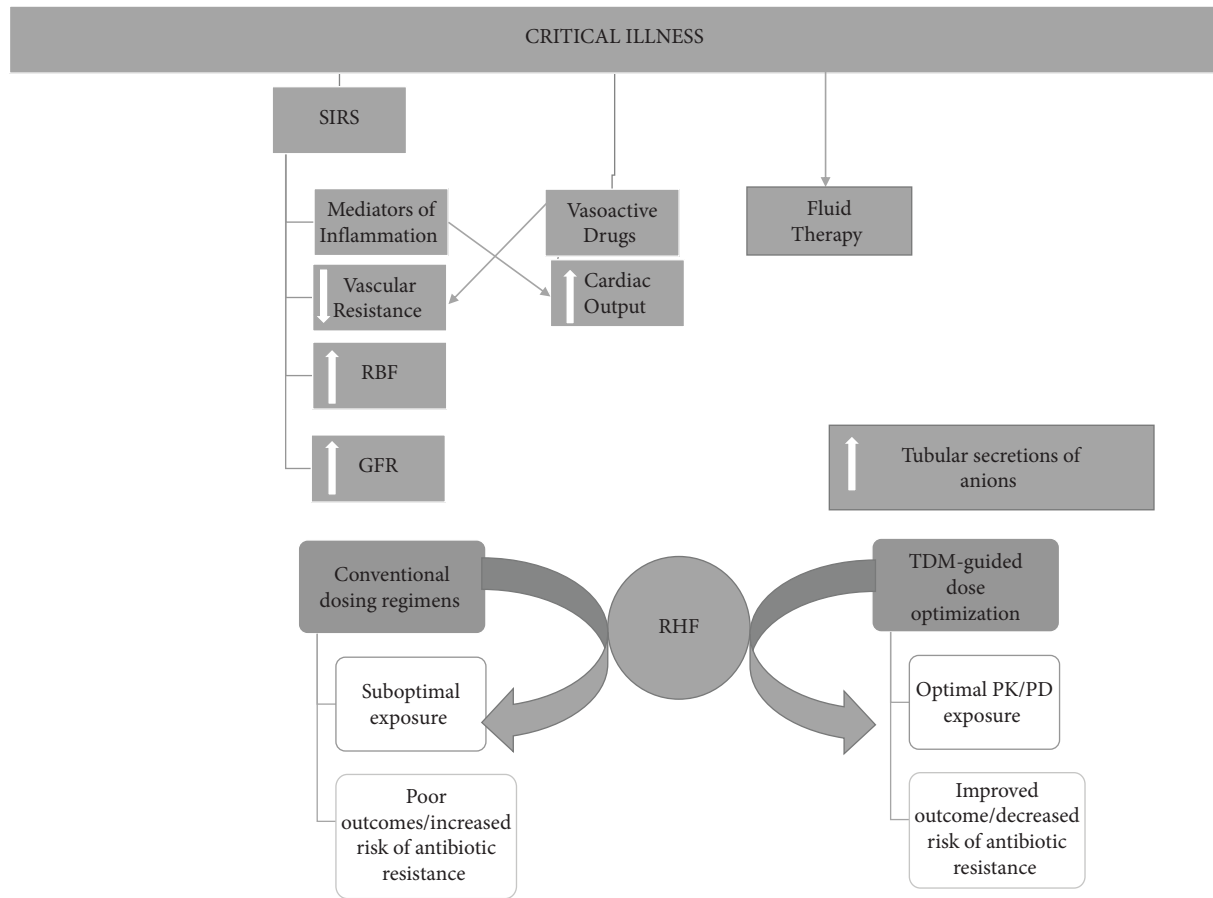 CRITICAL ILLNESS
SIRS
Mediators of
Inflammation
Vasoactive
Drugs
Fluid
Therapy
Vascular
Resistance
Cardiac
Output
RBF
GFR
Tubular secretions of
anions
Conventional
dosing regimens
RHF
TDM-guided
dose
optimization
Suboptimal
exposure
Optimal PK/PD
exposure
Poor
outcomes/increased
risk of antibiotic
resistance
Improved
outcome/decreased
risk of antibiotic
resistance